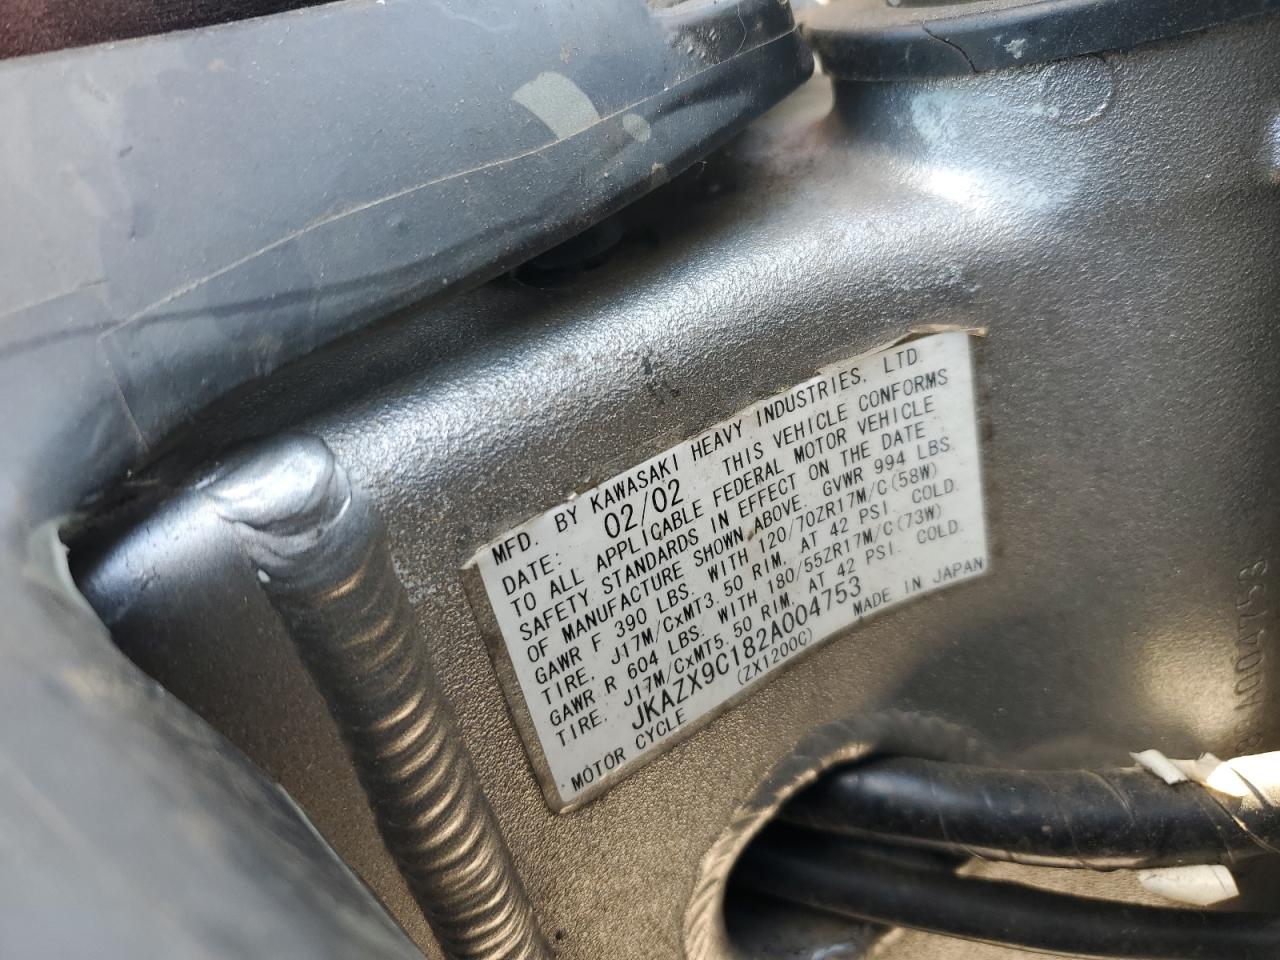 MFD. BY KAWASAKI HEAVY INDUSTRIES, LTD.
DATE: 02/02 THIS VEHICLE CONFORMS
TO ALL APPLICABLE FEDERAL MOTOR VEHICLE
SAFETY STANDARDS IN EFFECT ON THE DATE
OF MANUFACTURE SHOWN ABOVE. GVWR 994 LBS.
GAWR F 390 LBS. WITH 120/70ZR17M/C(58W)
TIRE. J17M/CxMT3.50 RIM. AT 42 PSI. COLD.
GAWR R 604 LBS. WITH 180/55ZR17M/C(73W)
TIRE. J17M/CxMT5.50 RIM. AT 42 PSI. COLD.
JKAZX9C182A004753
MOTOR CYCLE (ZX1200C) MADE IN JAPAN
A004753